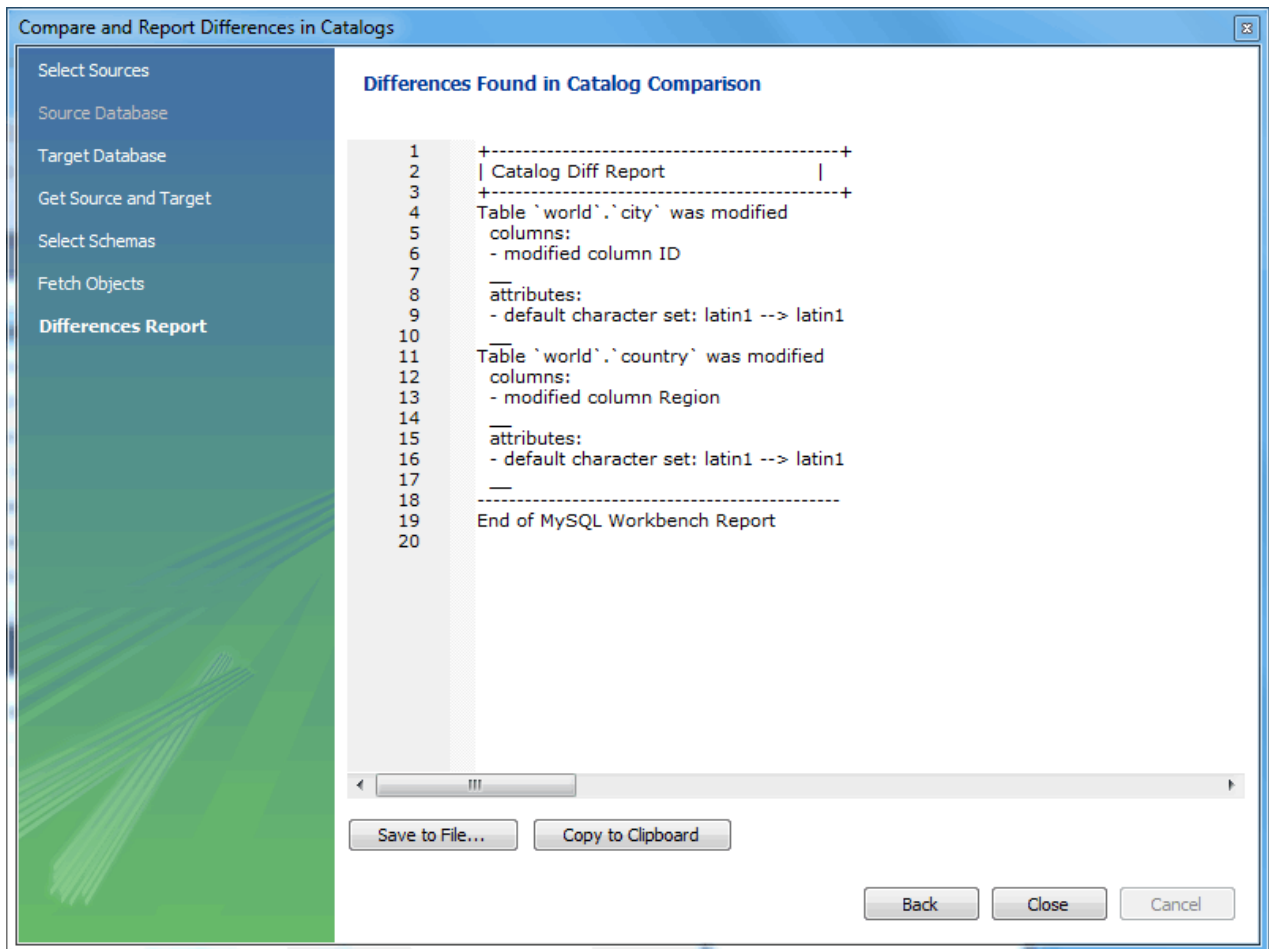 Compare and Report Differences in Catalogs
Select Sources
Source Database
Target Database
Get Source and Target
Select Schemas
Fetch Objects
Differences Report
Differences Found in Catalog Comparison
1 +--------------------------------------------+
2 | Catalog Diff Report |
3 +--------------------------------------------+
4 Table `world`.`city` was modified
5 columns:
6 - modified column ID
7 __
8 attributes:
9 - default character set: latin1 --> latin1
10 __
11 Table `world`.`country` was modified
12 columns:
13 - modified column Region
14 __
15 attributes:
16 - default character set: latin1 --> latin1
17 __
18 ----------------------------------------------
19 End of MySQL Workbench Report
20
Save to File...
Copy to Clipboard
Back
Close
Cancel